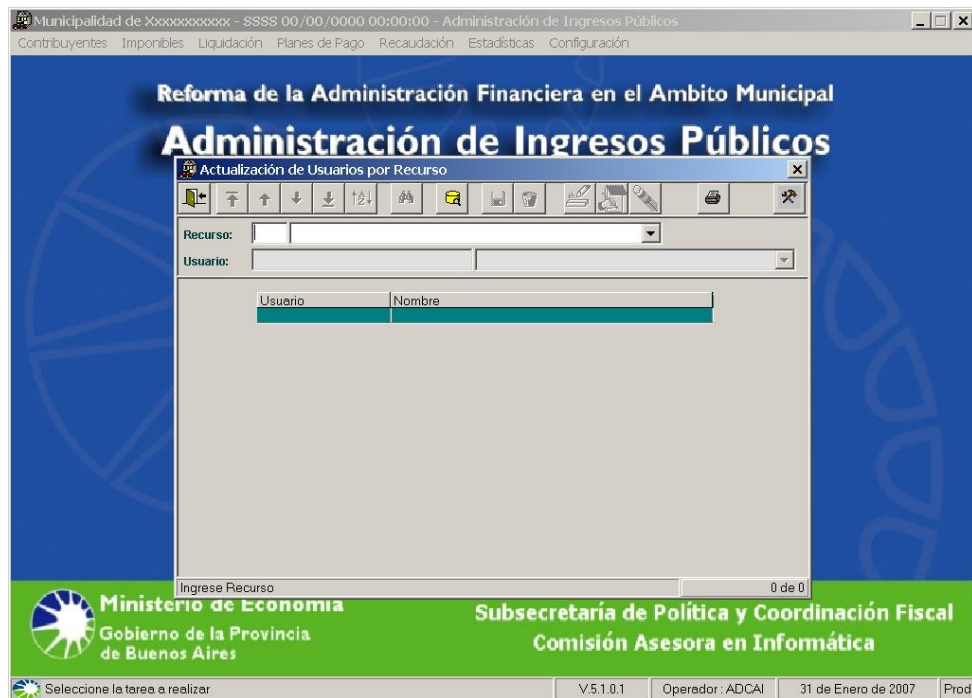 Municipalidad de Xxxxxxxxxxx - SSSS 00/00/0000 00:00:00 - Administración de Ingresos Públicos
Contribuyentes Imponibles Liquidación Planes de Pago Recaudación Estadísticas Configuración
Reforma de la Administración Financiera en el Ambito Municipal
Administración de Ingresos Públicos
Actualización de Usuarios por Recurso
Recurso:
Usuario:
Usuario Nombre
Ingrese Recurso 0 de 0
Ministerio de Economía
Gobierno de la Provincia
de Buenos Aires
Subsecretaría de Política y Coordinación Fiscal
Comisión Asesora en Informática
Seleccione la tarea a realizar V.5.1.0.1 Operador : ADCAI 31 de Enero de 2007 Prod